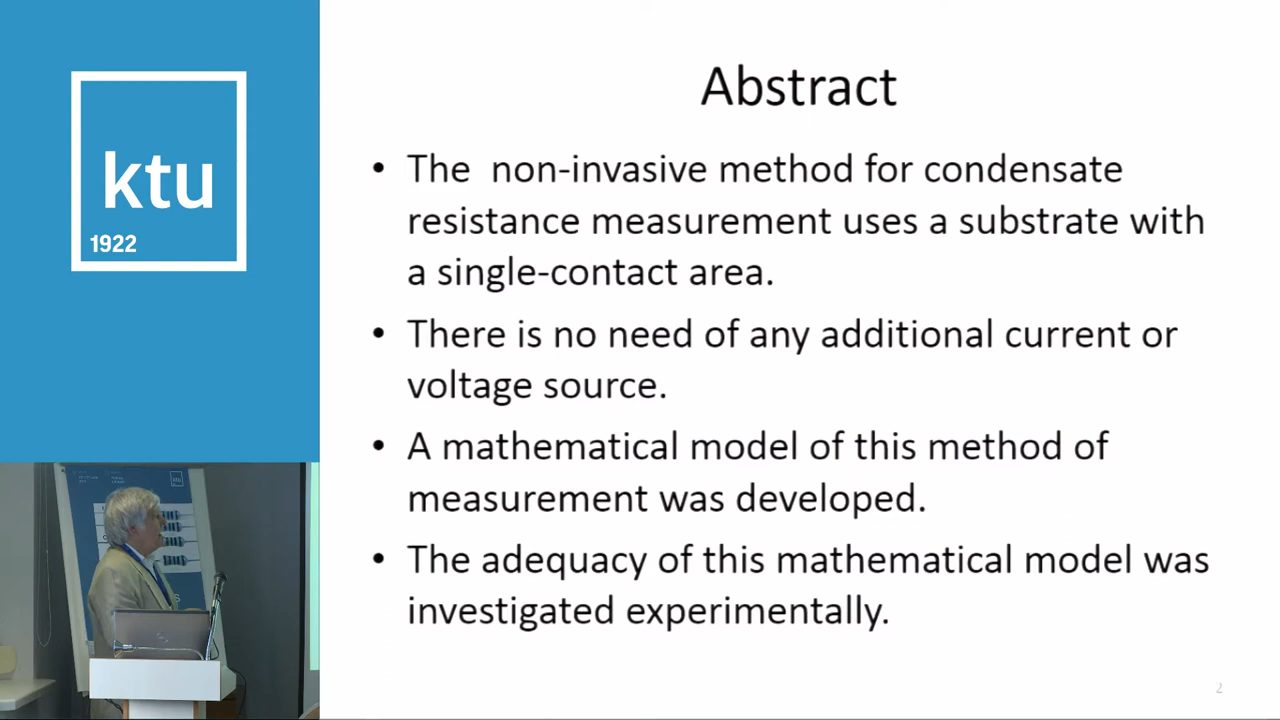 ktu
1922
Abstract
• The non-invasive method for condensate
resistance measurement uses a substrate with
a single-contact area.
• There is no need of any additional current or
voltage source.
• A mathematical model of this method of
measurement was developed.
• The adequacy of this mathematical model was
investigated experimentally.
2